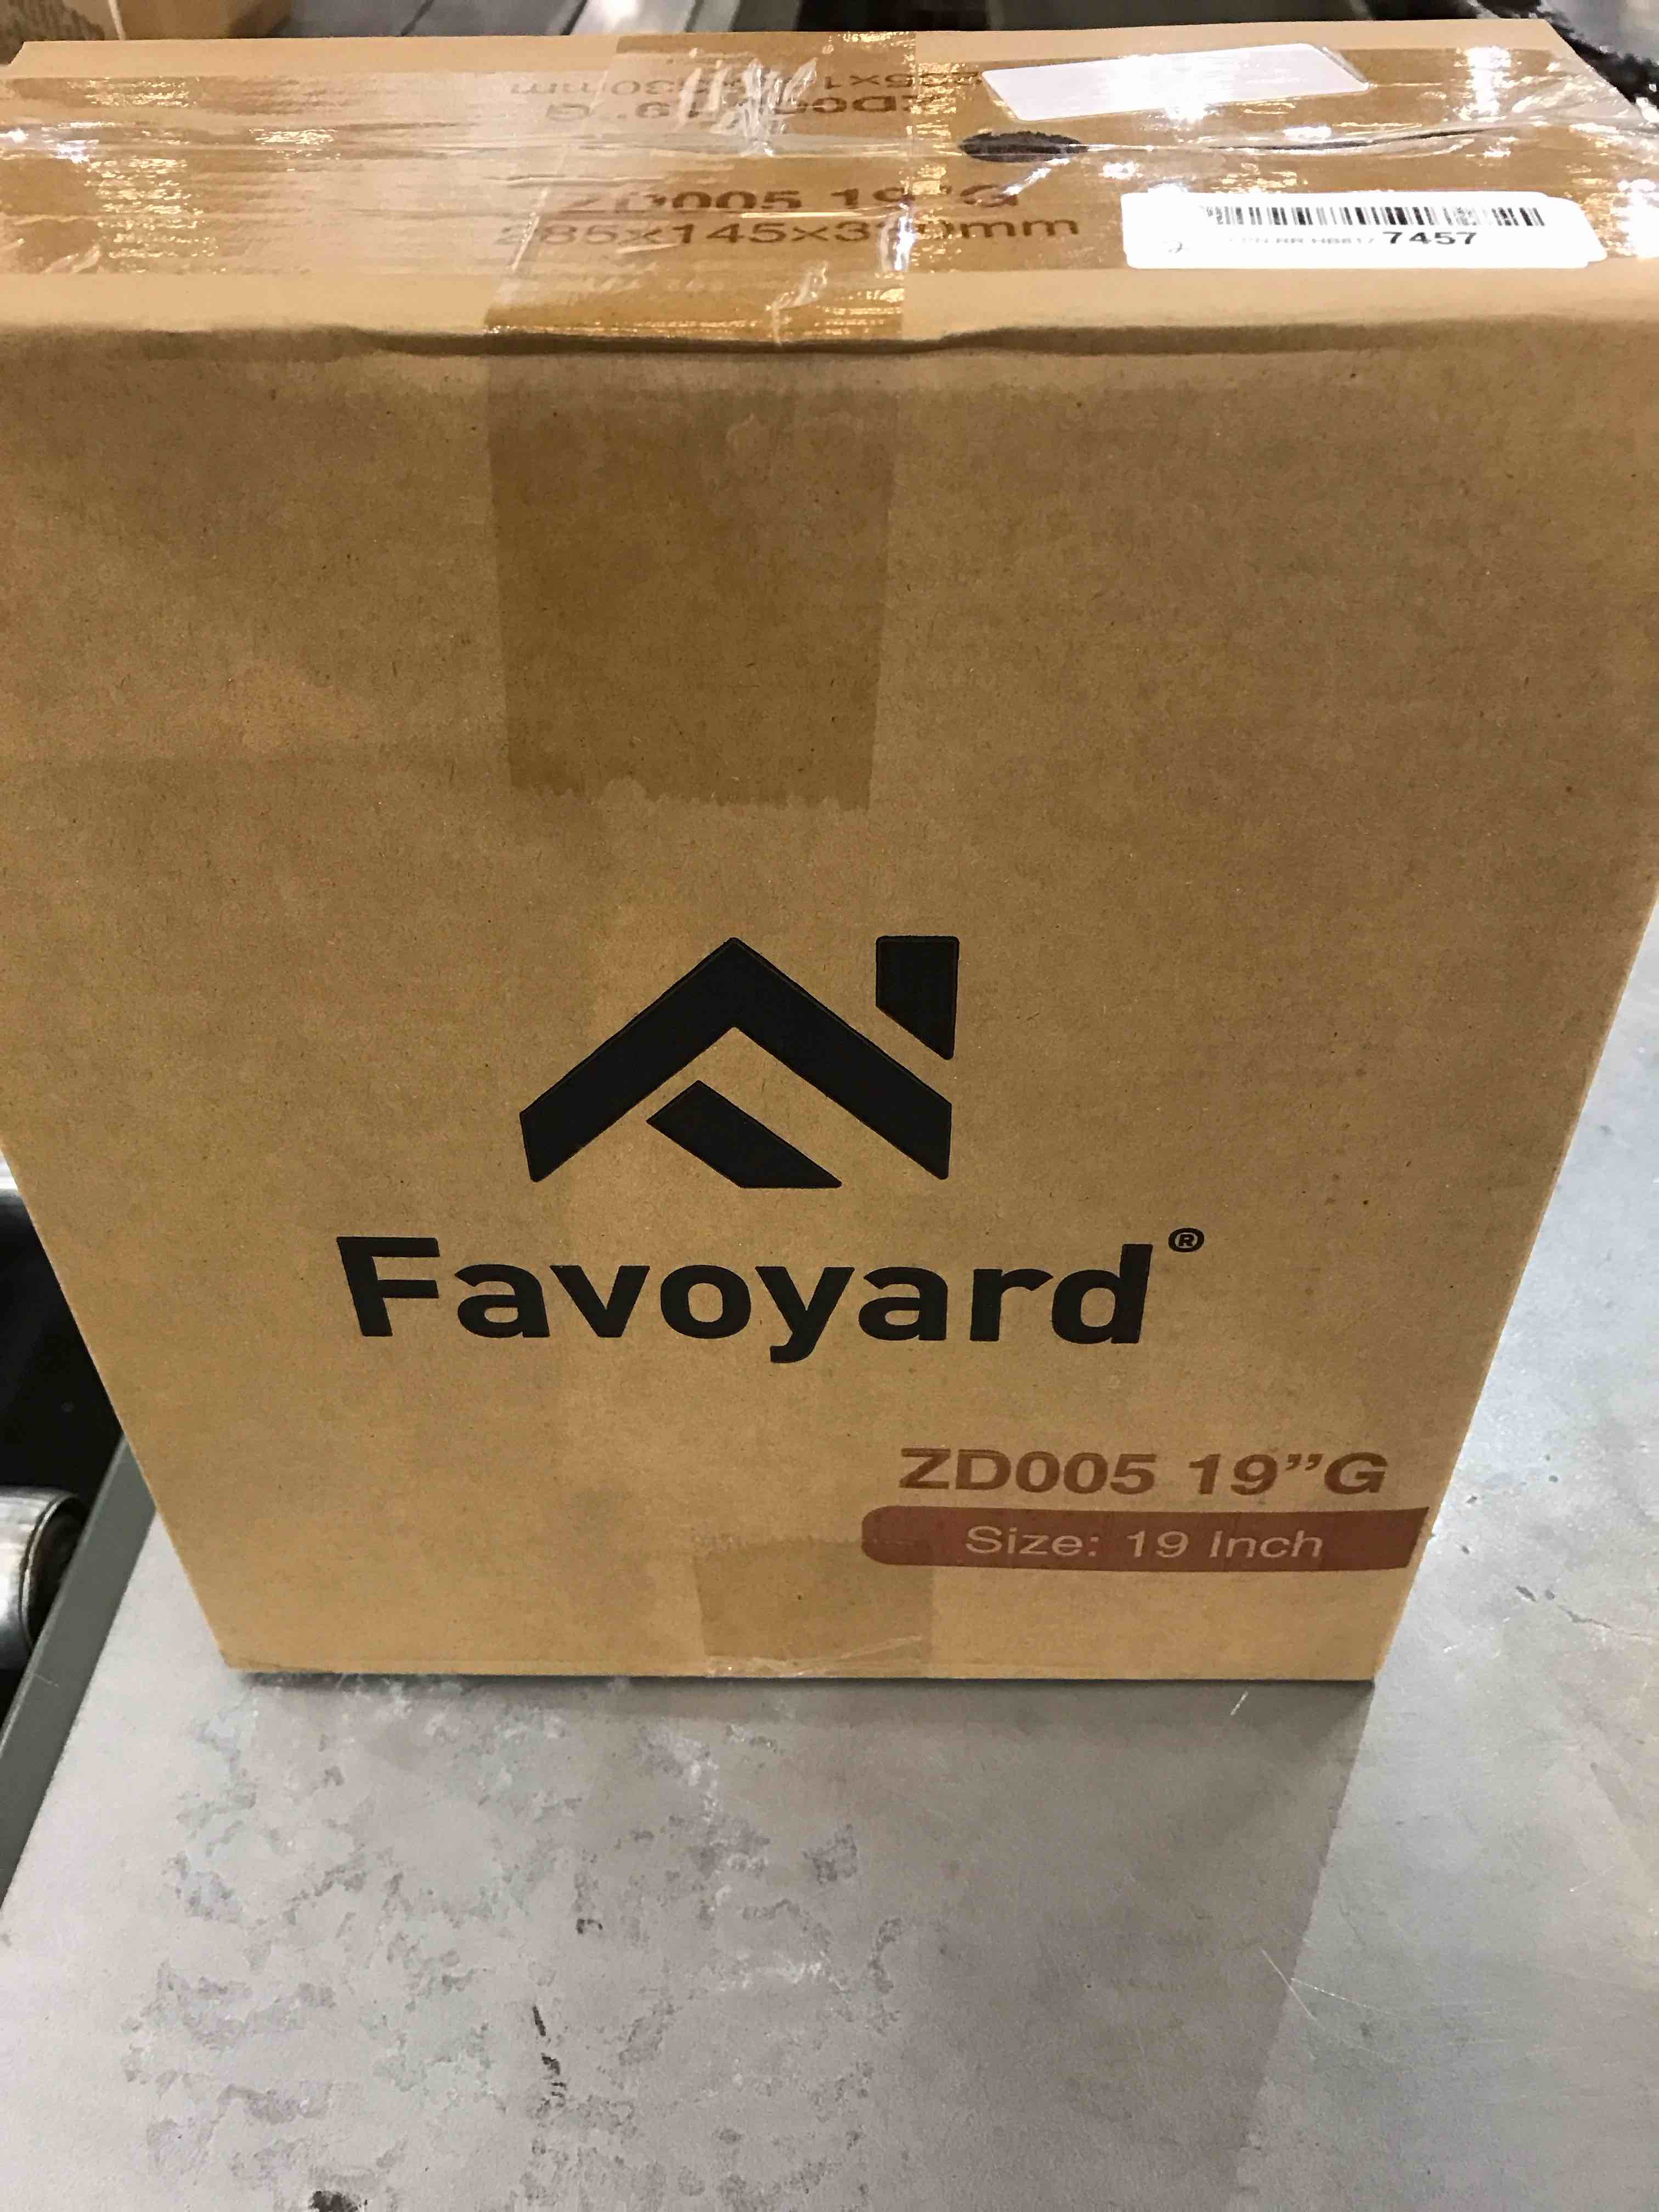 ZD005 19"G
7457
Favoyard®
ZD005 19”G
Size: 19 Inch